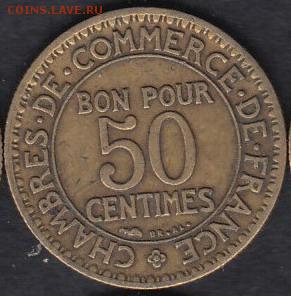 COINS.LAVE.RU
CHAMBRES·DE·COMMERCE·DE·FRANCE
BON POUR
50
CENTIMES